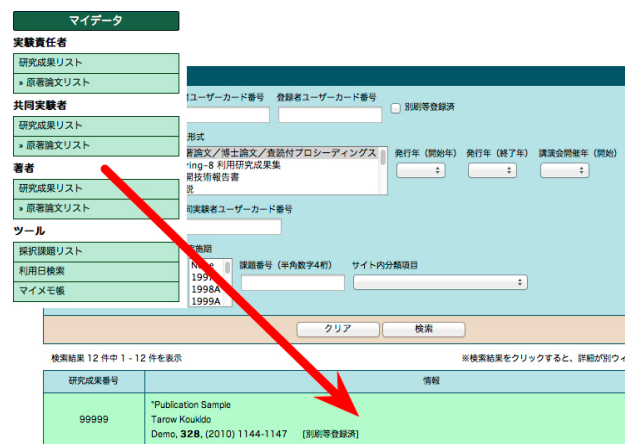 マイデータ
実験責任者
研究成果リスト
» 原著論文リスト
共同実験者
研究成果リスト
» 原著論文リスト
著者
研究成果リスト
» 原著論文リスト
ツール
採択課題リスト
利用日検索
マイメモ帳
ユーザーカード番号 登録者ユーザーカード番号
別刷等登録済
形式
著論文／博士論文／査読付プロシーディングス
ring-8 利用研究成果集
開技術報告書
説
発行年（開始年） 発行年（終了年） 講演会開催年（開始）
同実験者ユーザーカード番号
実施期
課題番号（半角数字4桁） サイト内分類項目
1997
1998A
1999A
クリア 検索
検索結果 12 件中 1 - 12 件を表示
※検索結果をクリックすると、詳細が別ウィ
研究成果番号 情報
99999
"Publication Sample
Tarow Koukido
Demo, 328, (2010) 1144-1147 [別刷等登録済]